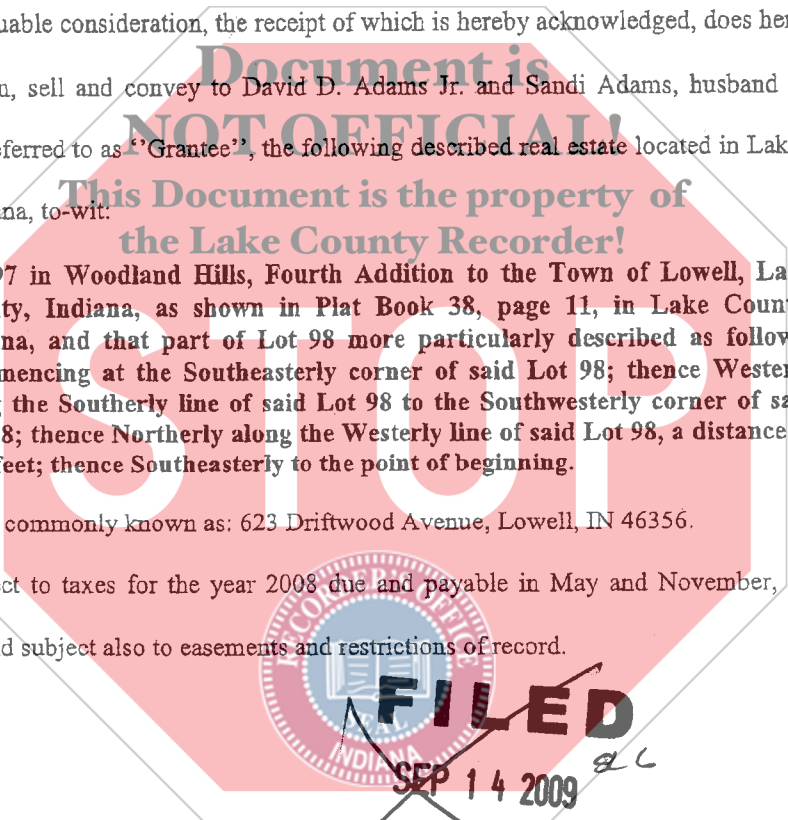 uable consideration, the receipt of which is hereby acknowledged, does her
Document is
n, sell and convey to David D. Adams Jr. and Sandi Adams, husband
NOT OFFICIAL!
eferred to as ‘‘Grantee’’, the following described real estate located in Lak
This Document is the property of
na, to-wit:
the Lake County Recorder!
97 in Woodland Hills, Fourth Addition to the Town of Lowell, La
ty, Indiana, as shown in Plat Book 38, page 11, in Lake Coun
na, and that part of Lot 98 more particularly described as follow
mencing at the Southeasterly corner of said Lot 98; thence Wester
the Southerly line of said Lot 98 to the Southwesterly corner of sa
8; thence Northerly along the Westerly line of said Lot 98, a distance
feet; thence Southeasterly to the point of beginning.
STOP
commonly known as: 623 Driftwood Avenue, Lowell, IN 46356.
ct to taxes for the year 2008 due and payable in May and November,
d subject also to easements and restrictions of record.
RECORDER'S OFFICE
SEAL
INDIANA
FILED
SEP 14 2009